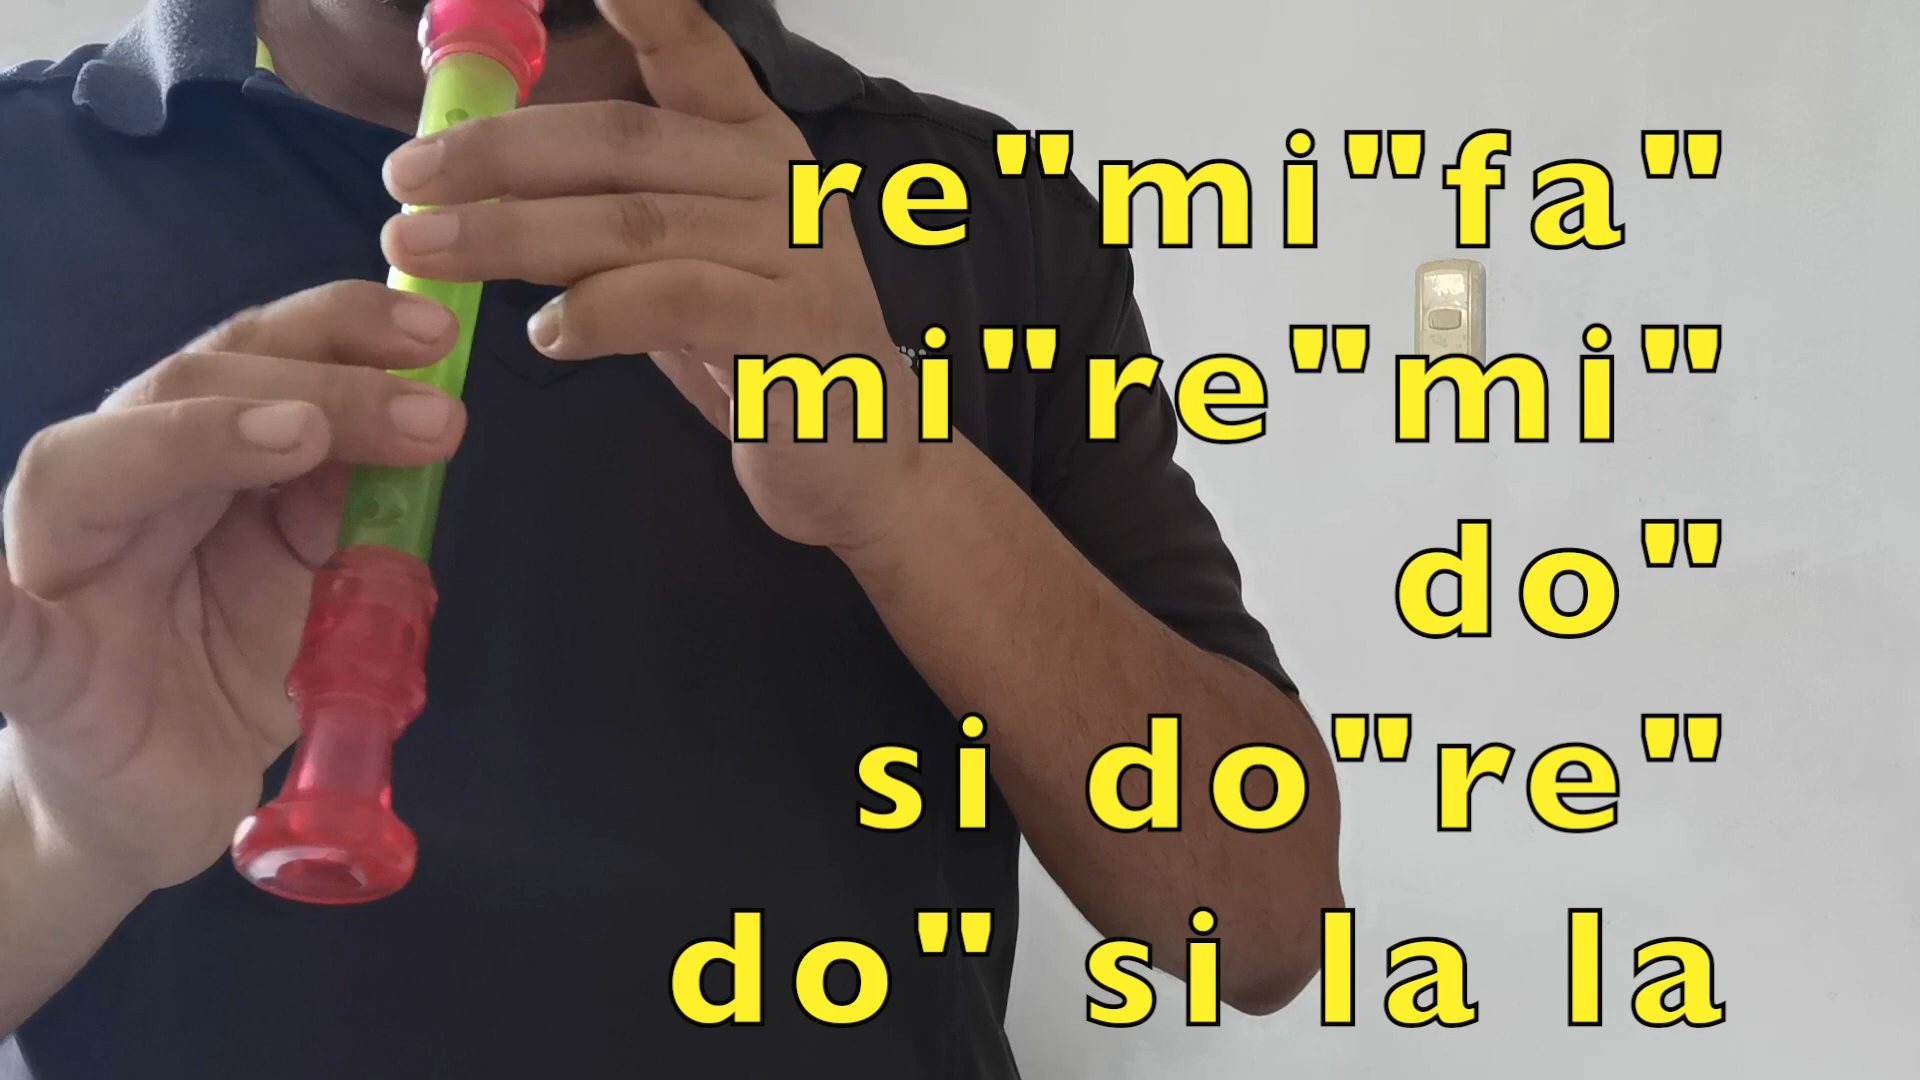 re"mi"fa"
mi"re"mi"
do"
si do"re"
do" si la la